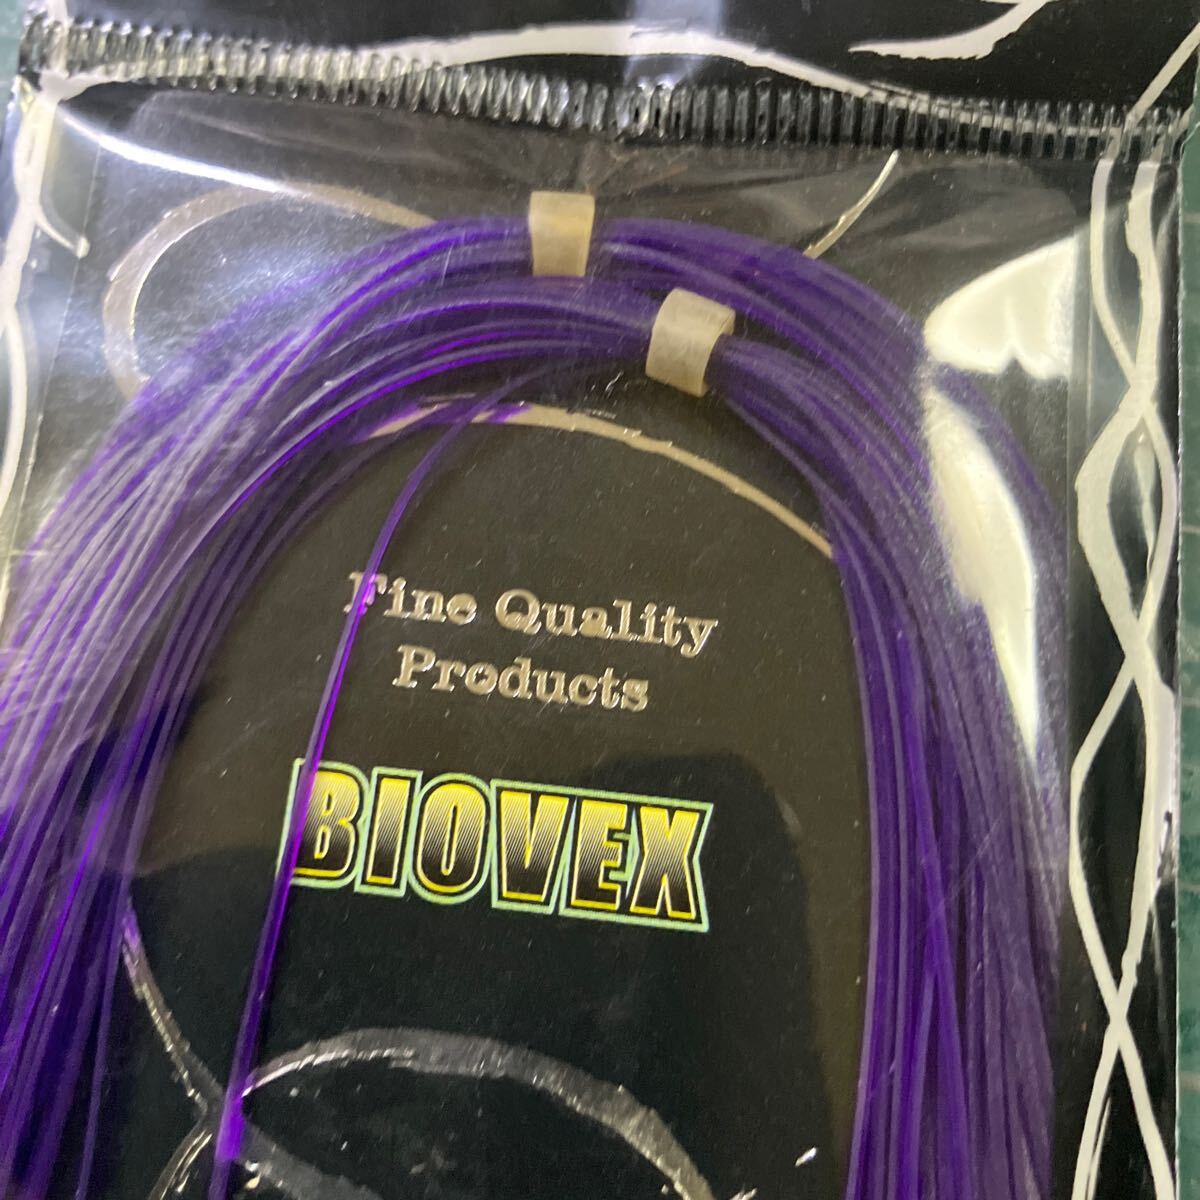 Fine Quality
Products
BIOVEX